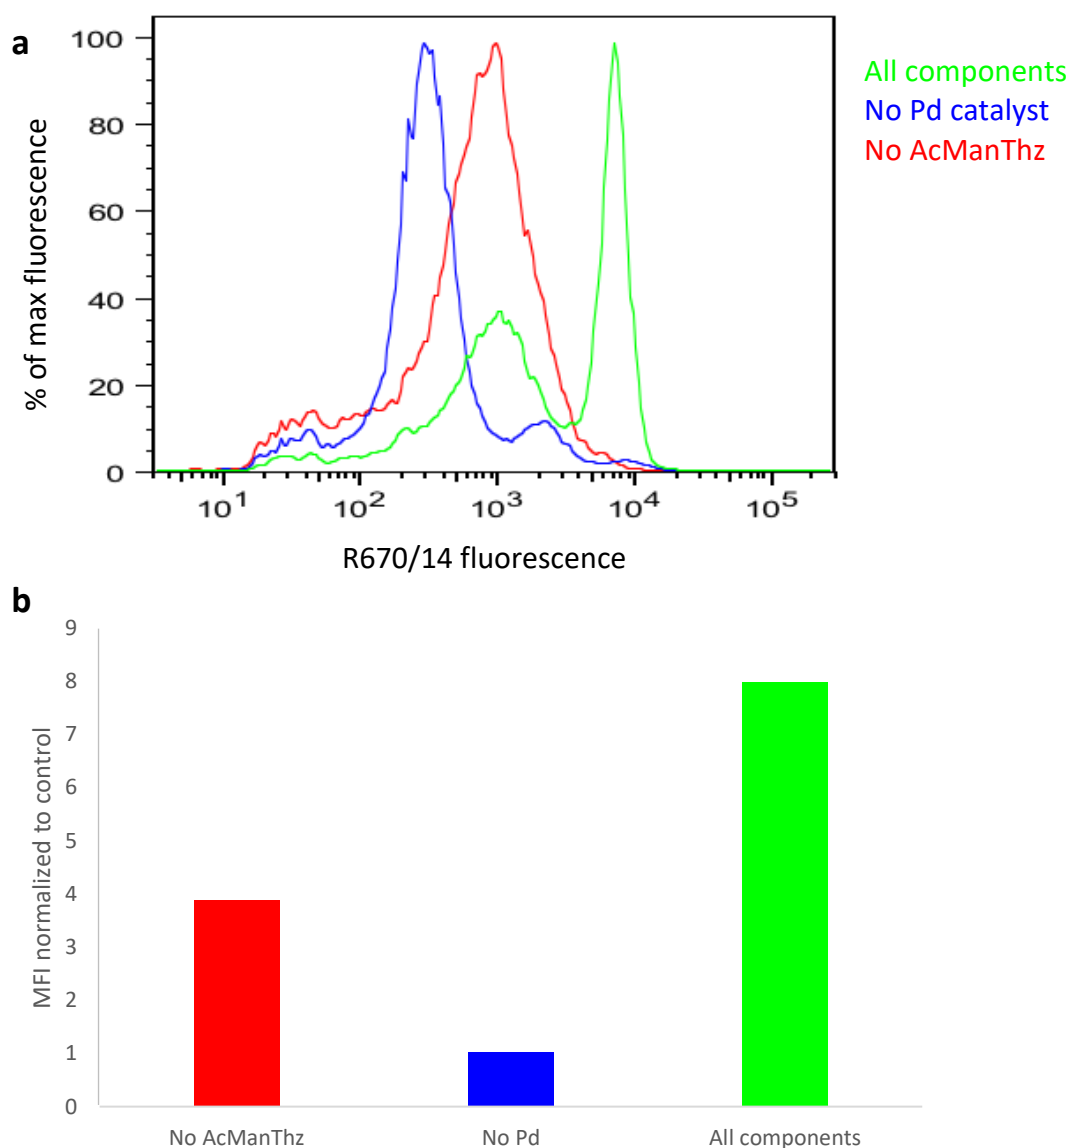 a
100
80
60
40
20
0
% of max fluorescence
10¹ 10² 10³ 10⁴ 10⁵
R670/14 fluorescence
All components
No Pd catalyst
No AcManThz
b
9
8
7
6
5
4
3
2
1
0
MFI normalized to control
No AcManThz No Pd All components